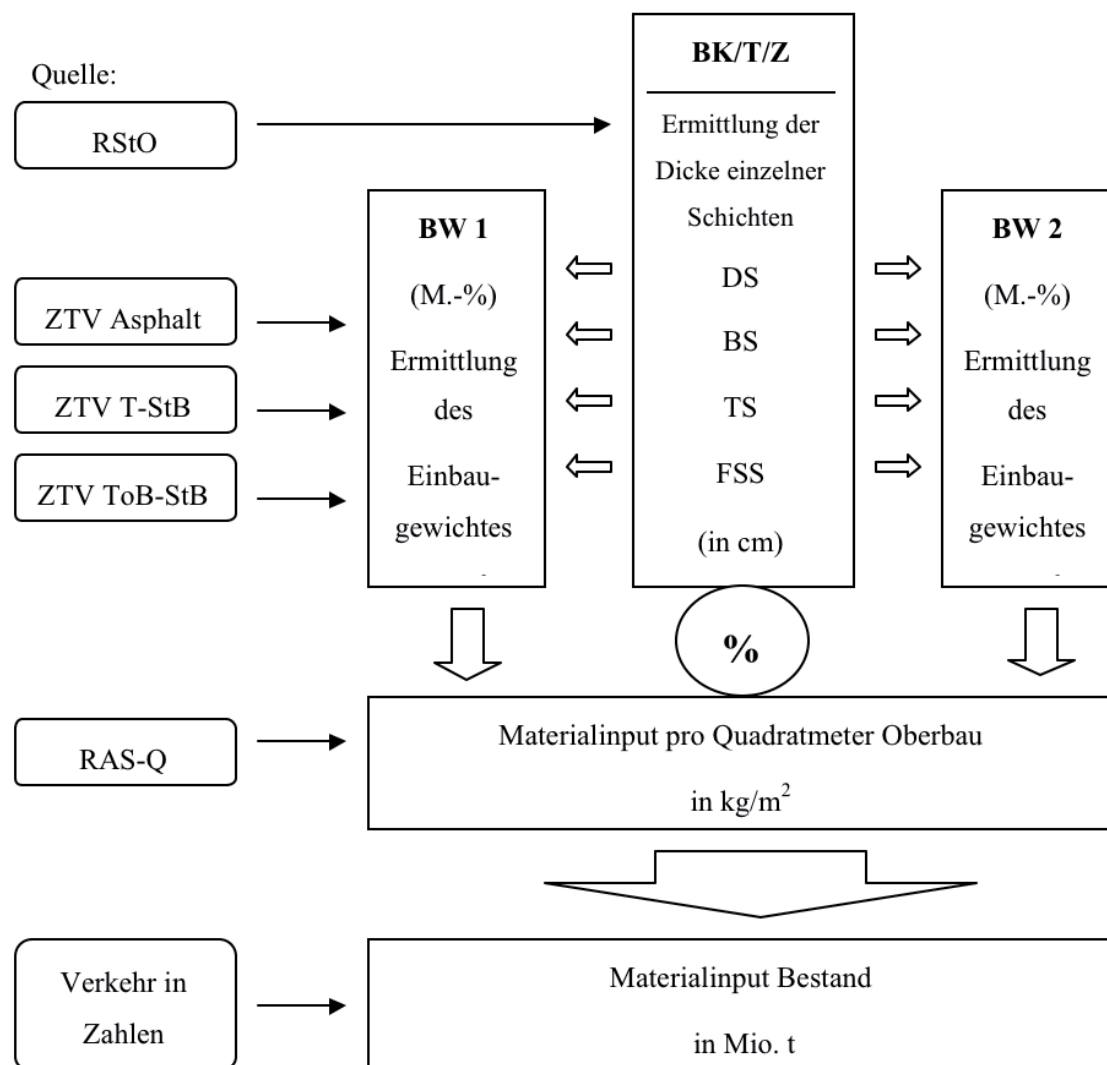 Quelle:
RStO
ZTV Asphalt
ZTV T-StB
ZTV ToB-StB
RAS-Q
Verkehr in
Zahlen
BW 1
(M.-%)
Ermittlung
des
Einbau-
gewichtes
BK/T/Z
Ermittlung der
Dicke einzelner
Schichten
DS
BS
TS
FSS
(in cm)
%
BW 2
(M.-%)
Ermittlung
des
Einbau-
gewichtes
Materialinput pro Quadratmeter Oberbau
in kg/m²
Materialinput Bestand
in Mio. t